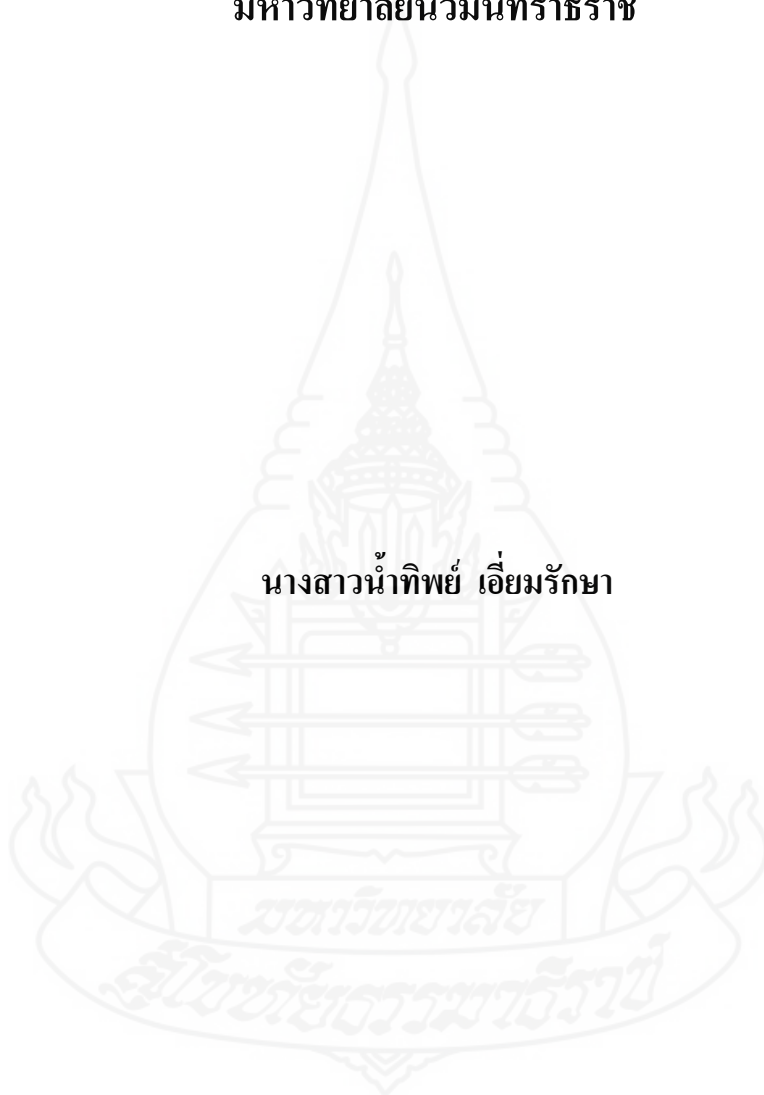 มหาวิทยาลัยนวมินทราธิราช
นางสาวน้ำทิพย์ เอี่ยมรักษา
มหาวิทยาลัย
สุโขทัยธรรมาธิราช